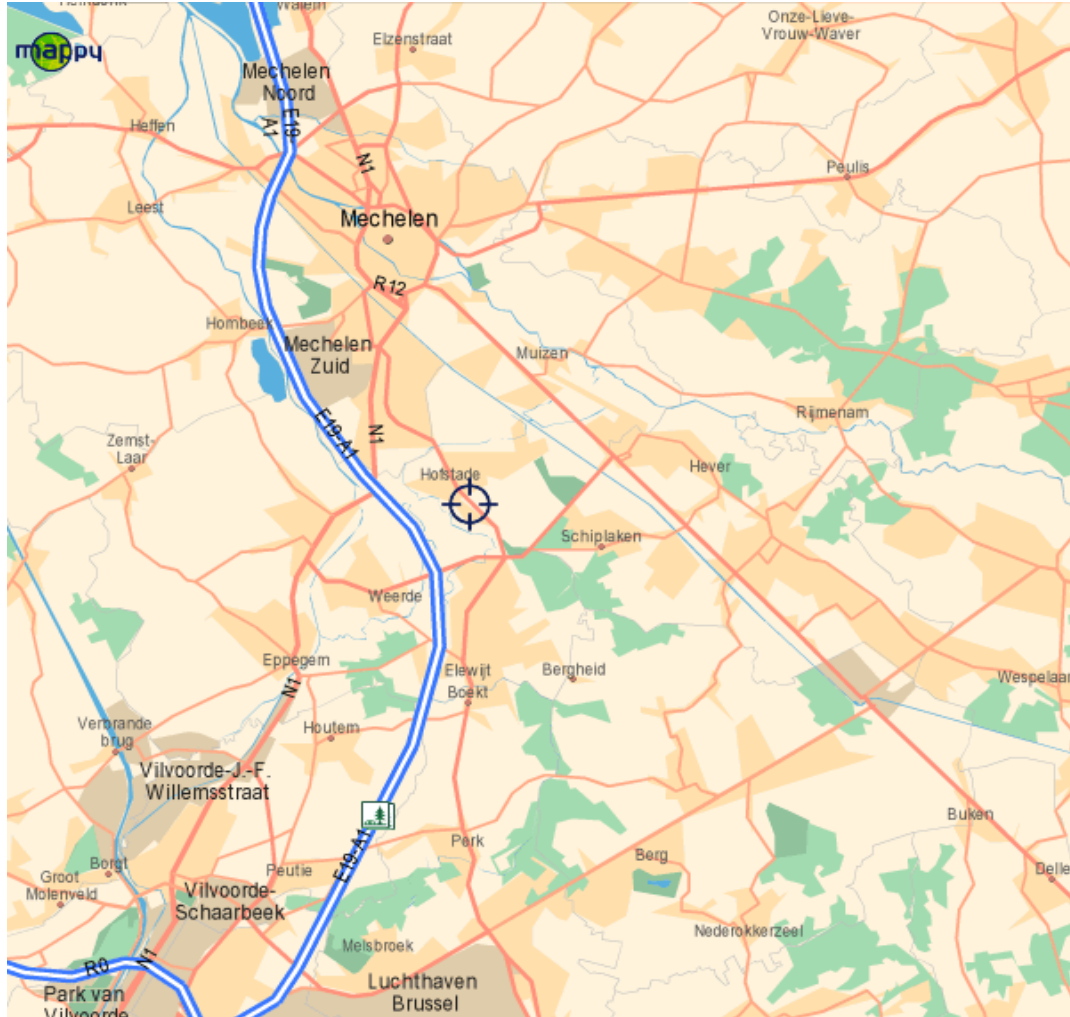 Walem
Onze-Lieve-
Vrouw-Waver
Elzenstraat
mappy
Mechelen
Noord
E19
A1
Heffen
N1
Peulis
Leest
Mechelen
R12
Hombeek
Mechelen
Zuid
Muizen
E19-A1
N1
Rijmenam
Zemst-
Laar
Hofstade
Hever
Schiplaken
Weerde
Eppegem
Elewijt
Bergheid
Wespelaar
N1
Boekt
Verbrande
brug
Houtem
Vilvoorde-J.-F.
Willemsstraat
Buken
E19-A1
Perk
Berg
Borgt
Peutie
Groot
Molenveld
Delle
Vilvoorde-
Schaarbeek
Nederokkerzeel
Melsbroek
N1
R0
Luchthaven
Brussel
Park van
Vilvoorde